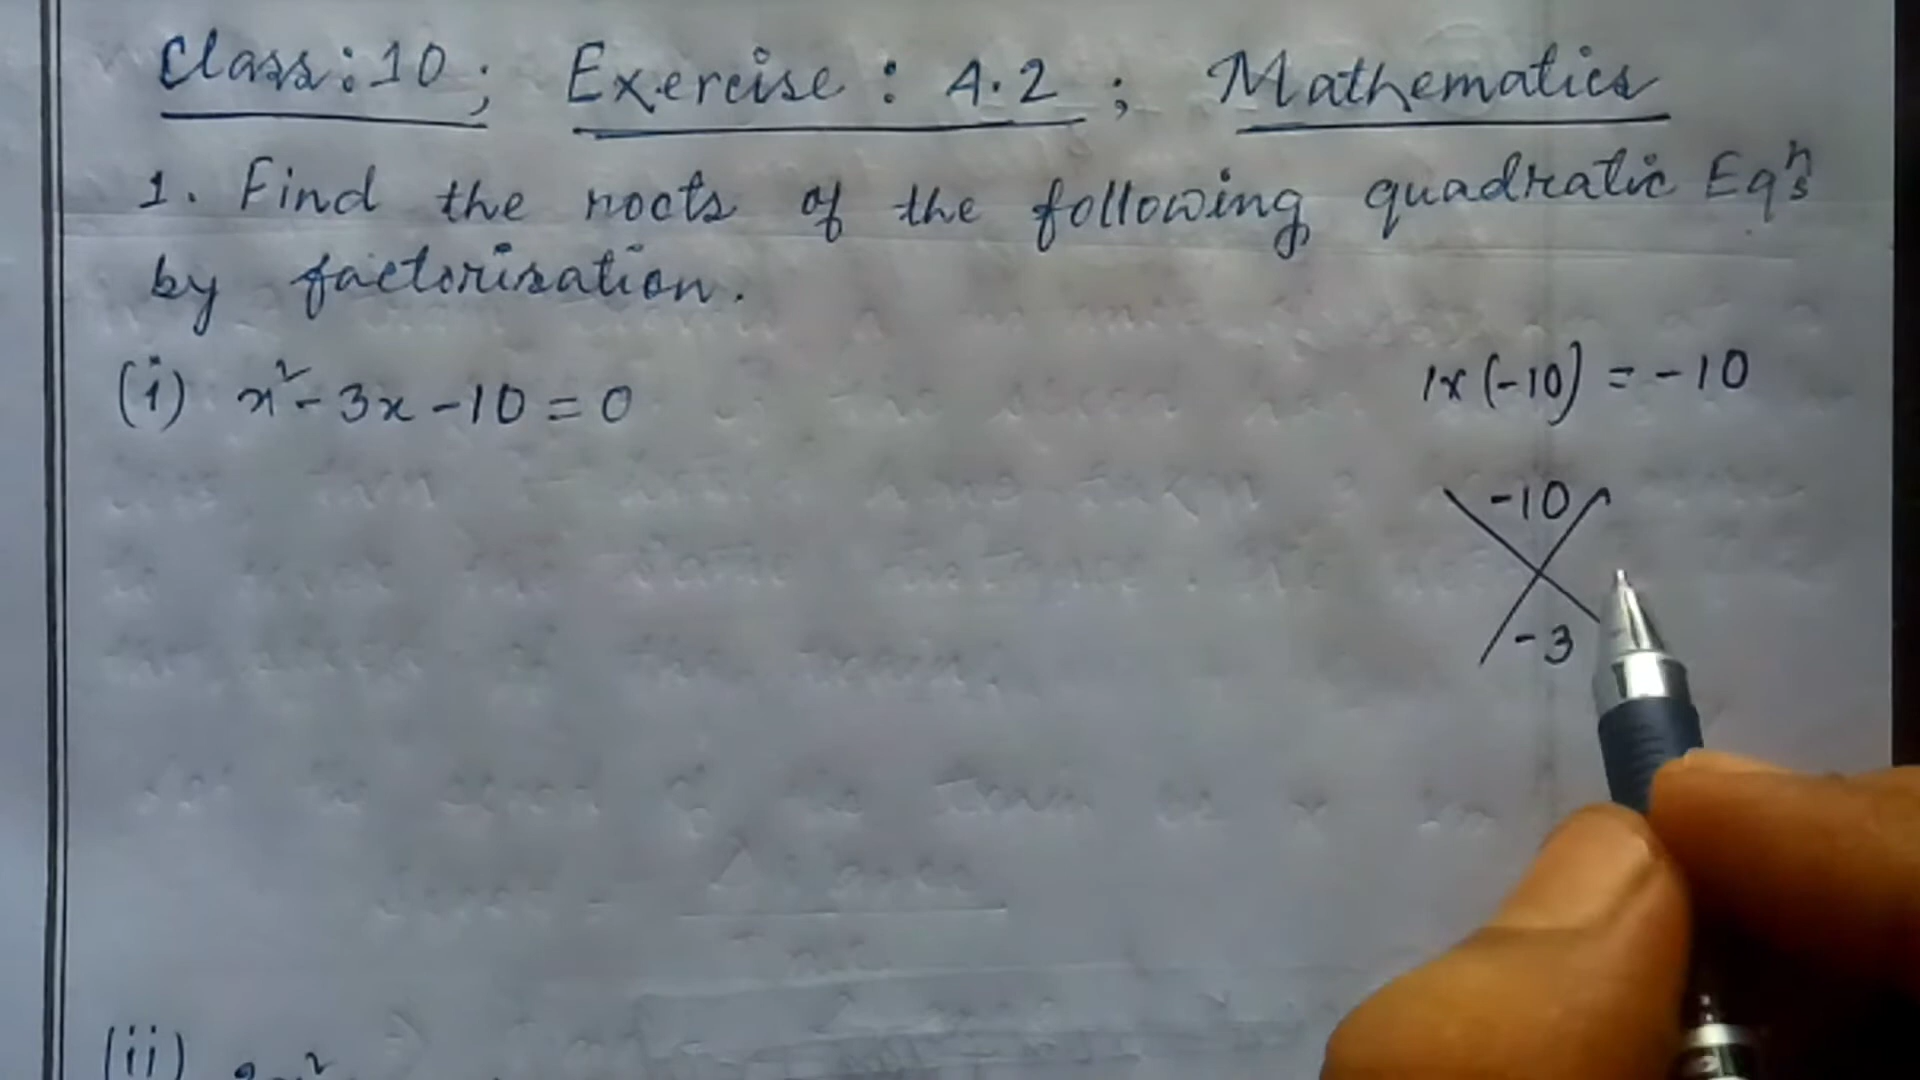 Class: 10 ; Exercise : 4.2 ; Mathematics
1. Find the roots of the following quadratic Eqⁿs
by factorisation.
(i) x² - 3x - 10 = 0
1x (-10) = -10
-10
-3
(ii)